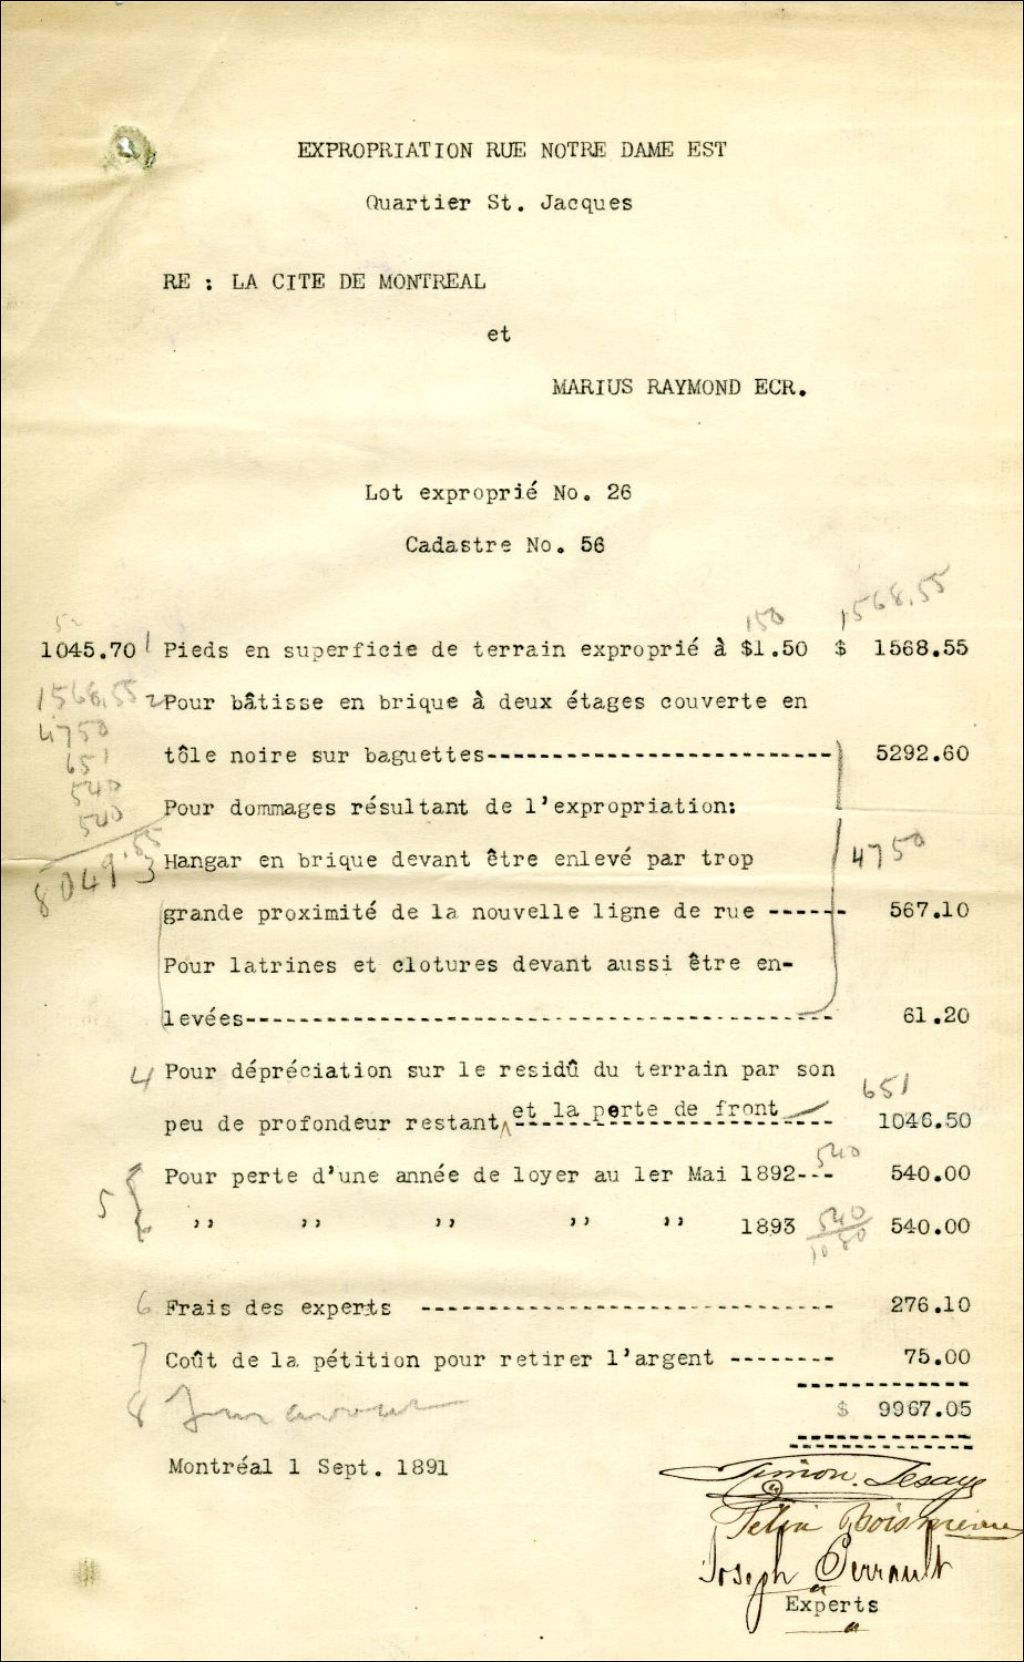 EXPROPRIATION RUE NOTRE DAME EST
Quartier St. Jacques
RE : LA CITE DE MONTREAL
et
MARIUS RAYMOND ECR.
Lot exproprié No. 26
Cadastre No. 56
150 1568.55
1045.70 1 Pieds en superficie de terrain exproprié à $1.50 $ 1568.55
1568.55 2 Pour bâtisse en brique à deux étages couverte en
4750
tôle noire sur baguettes-------------------------- 5292.60
651
540
Pour dommages résultant de l'expropriation:
540
8049.55
3 Hangar en brique devant être enlevé par trop 4750
grande proximité de la nouvelle ligne de rue ------ 567.10
Pour latrines et clotures devant aussi être en-
levées-------------------------------------------- 61.20
4 Pour dépréciation sur le residû du terrain par son
651
peu de profondeur restant, et la perte de front ------------------------ 1046.50
5 Pour perte d'une année de loyer au 1er Mai 1892--- 540 540.00
,, ,, ,, ,, ,, 1893 540 540.00
1080
6 Frais des experts ------------------------------- 276.10
7 Coût de la pétition pour retirer l'argent -------- 75.00
8 $ 9967.05
Montréal 1 Sept. 1891
Simon Lesage
Félix
Joseph Perrault
Experts